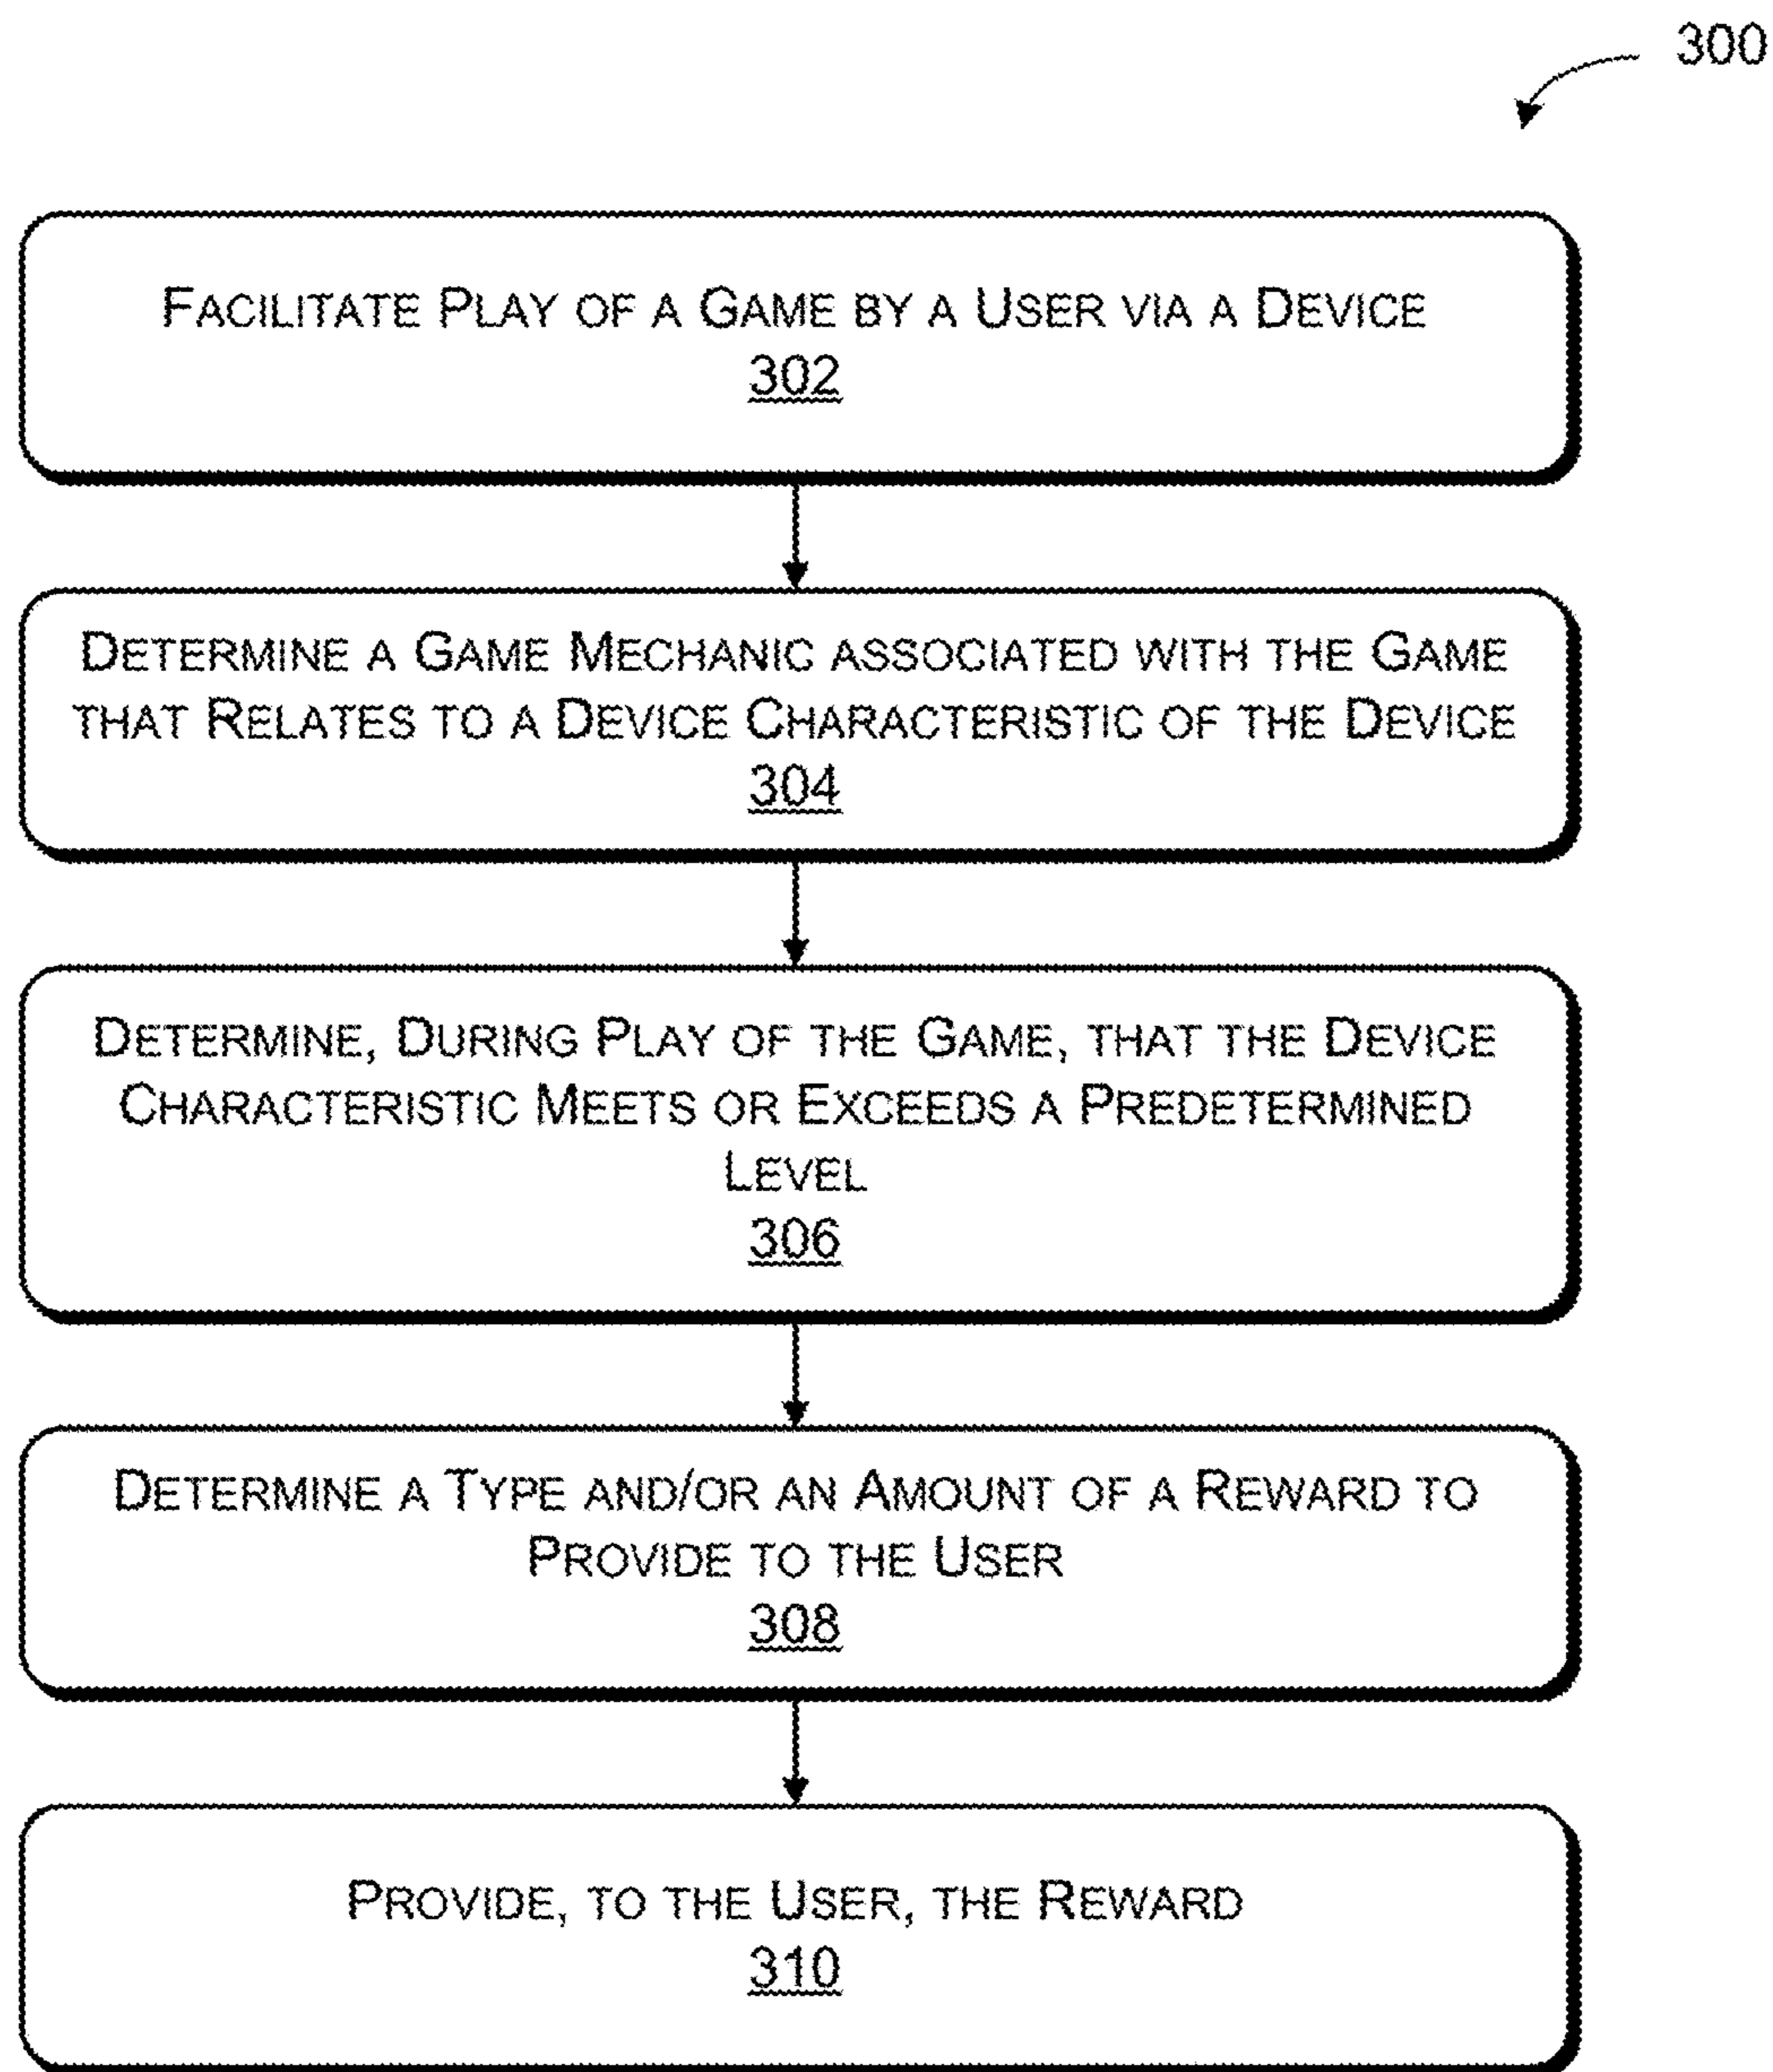 300
FACILITATE PLAY OF A GAME BY A USER VIA A DEVICE
302
DETERMINE A GAME MECHANIC ASSOCIATED WITH THE GAME
THAT RELATES TO A DEVICE CHARACTERISTIC OF THE DEVICE
304
DETERMINE, DURING PLAY OF THE GAME, THAT THE DEVICE
CHARACTERISTIC MEETS OR EXCEEDS A PREDETERMINED
LEVEL
306
DETERMINE A TYPE AND/OR AN AMOUNT OF A REWARD TO
PROVIDE TO THE USER
308
PROVIDE, TO THE USER, THE REWARD
310